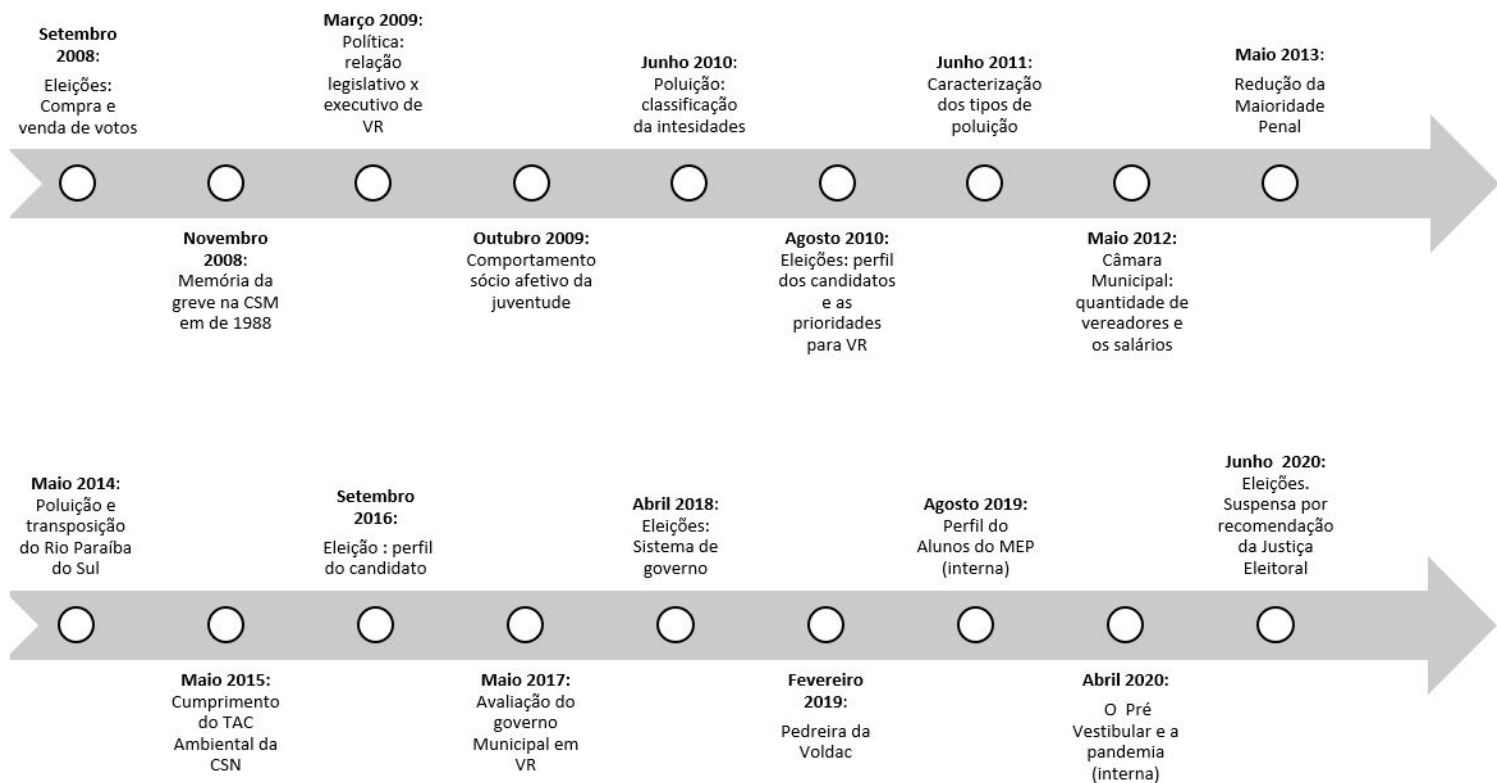 Setembro
2008:
Eleições:
Compra e
venda de votos
Novembro
2008:
Memória da
greve na CSM
em de 1988
Março 2009:
Política:
relação
legislativo x
executivo de
VR
Outubro 2009:
Comportamento
sócio afetivo da
juventude
Junho 2010:
Poluição:
classificação
da intesidades
Agosto 2010:
Eleições: perfil
dos candidatos
e as
prioridades
para VR
Junho 2011:
Caracterização
dos tipos de
poluição
Maio 2012:
Câmara
Municipal:
quantidade de
vereadores e
os salários
Maio 2013:
Redução da
Maioridade
Penal
Maio 2014:
Poluição e
transposição
do Rio Paraíba
do Sul
Maio 2015:
Cumprimento
do TAC
Ambiental da
CSN
Setembro
2016:
Eleição : perfil
do candidato
Maio 2017:
Avaliação do
governo
Municipal em
VR
Abril 2018:
Eleições:
Sistema de
governo
Fevereiro
2019:
Pedreira da
Voldac
Agosto 2019:
Perfil do
Alunos do MEP
(interna)
Abril 2020:
O Pré
Vestibular e a
pandemia
(interna)
Junho 2020:
Eleições.
Suspensa por
recomendação
da Justiça
Eleitoral